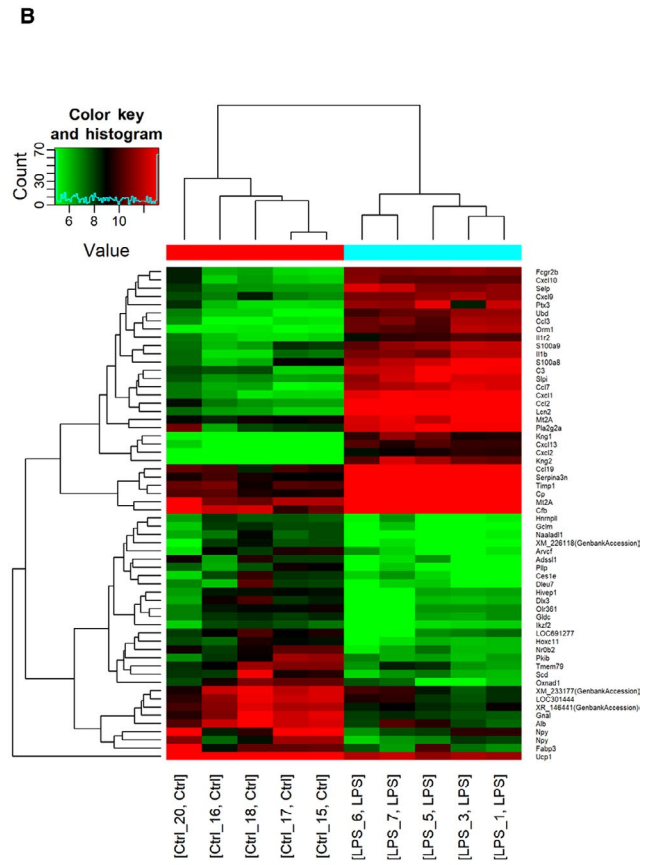 B
Color key
and histogram
Count
0 30 50 70
6 8 10
Value
Fcgr2b
Cxcl10
Selp
Cxcl9
Ptx3
Ubd
Ccl3
Orm1
Il1r2
S100a9
Il1b
S100a8
C3
Slpi
Ccl7
Cxcl1
Ccl2
Lcn2
Mt2A
Pla2g2a
Kng1
Cxcl13
Cxcl2
Kng2
Ccl19
Serpina3n
Timp1
Cp
Mt2A
Cfb
Hnrnpll
Gclm
Naaladl1
XM_226118(GenbankAccession)
Arvcf
Adssl1
Pllp
Ces1e
Dleu7
Hivep1
Dlx3
Olr361
Gldc
Ikzf2
LOC691277
Hoxc11
Nr0b2
Pkib
Tmem79
Scd
Oxnad1
XM_233177(GenbankAccession)
LOC301444
XR_146441(GenbankAccession)
Gnal
Alb
Npy
Npy
Fabp3
Ucp1
[Ctrl_20, Ctrl]
[Ctrl_16, Ctrl]
[Ctrl_18, Ctrl]
[Ctrl_17, Ctrl]
[Ctrl_15, Ctrl]
[LPS_6, LPS]
[LPS_7, LPS]
[LPS_5, LPS]
[LPS_3, LPS]
[LPS_1, LPS]